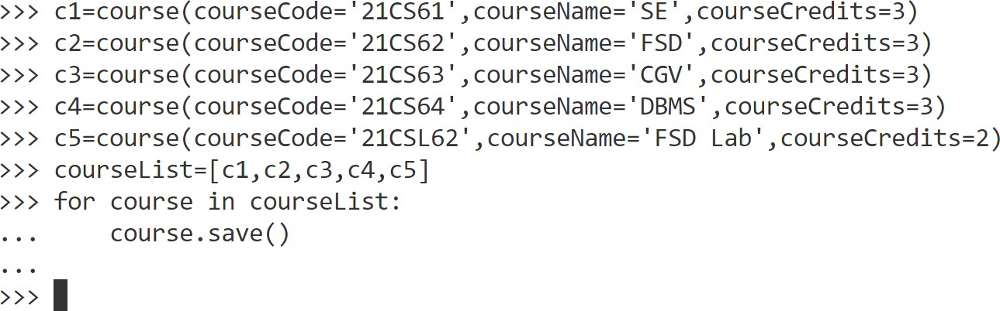 >>> c1=course(courseCode='21CS61',courseName='SE',courseCredits=3)
>>> c2=course(courseCode='21CS62',courseName='FSD',courseCredits=3)
>>> c3=course(courseCode='21CS63',courseName='CGV',courseCredits=3)
>>> c4=course(courseCode='21CS64',courseName='DBMS',courseCredits=3)
>>> c5=course(courseCode='21CSL62',courseName='FSD Lab',courseCredits=2)
>>> courseList=[c1,c2,c3,c4,c5]
>>> for course in courseList:
...     course.save()
...
>>>